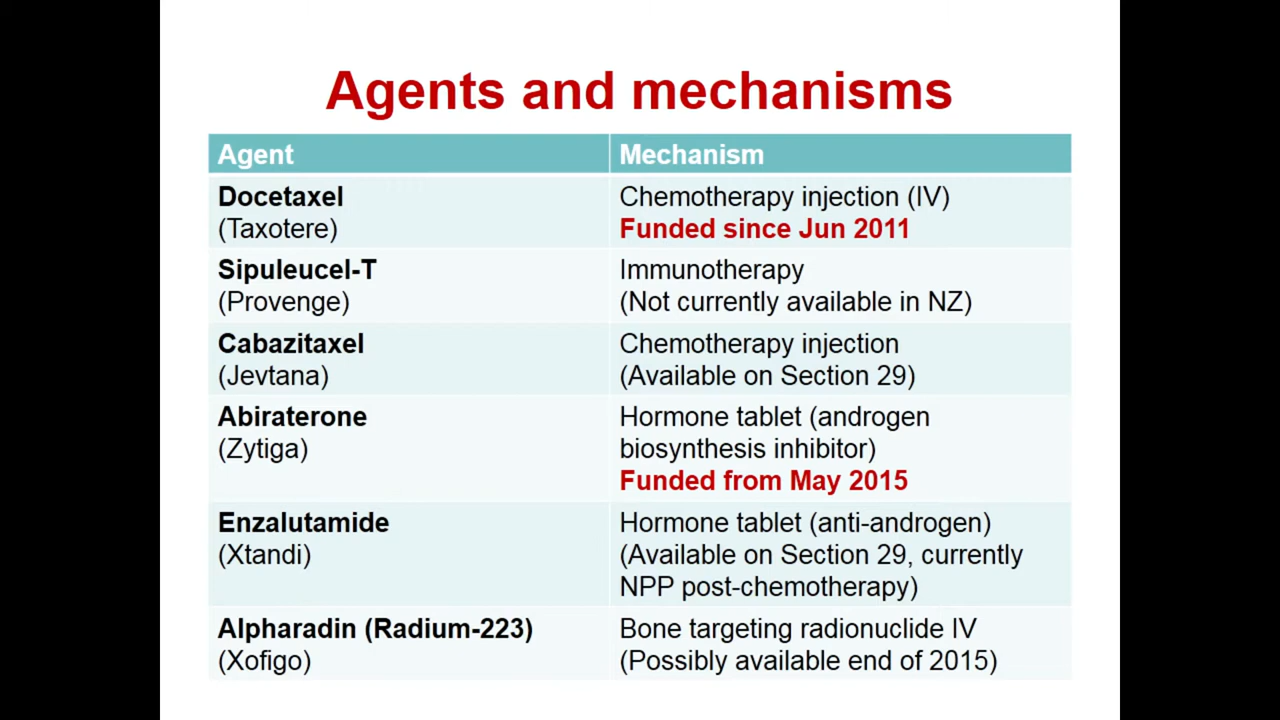 Agents and mechanisms
Agent
Mechanism
Docetaxel
(Taxotere)
Chemotherapy injection (IV)
Funded since Jun 2011
Sipuleucel-T
(Provenge)
Immunotherapy
(Not currently available in NZ)
Cabazitaxel
(Jevtana)
Chemotherapy injection
(Available on Section 29)
Abiraterone
(Zytiga)
Hormone tablet (androgen
biosynthesis inhibitor)
Funded from May 2015
Enzalutamide
(Xtandi)
Hormone tablet (anti-androgen)
(Available on Section 29, currently
NPP post-chemotherapy)
Alpharadin (Radium-223)
(Xofigo)
Bone targeting radionuclide IV
(Possibly available end of 2015)